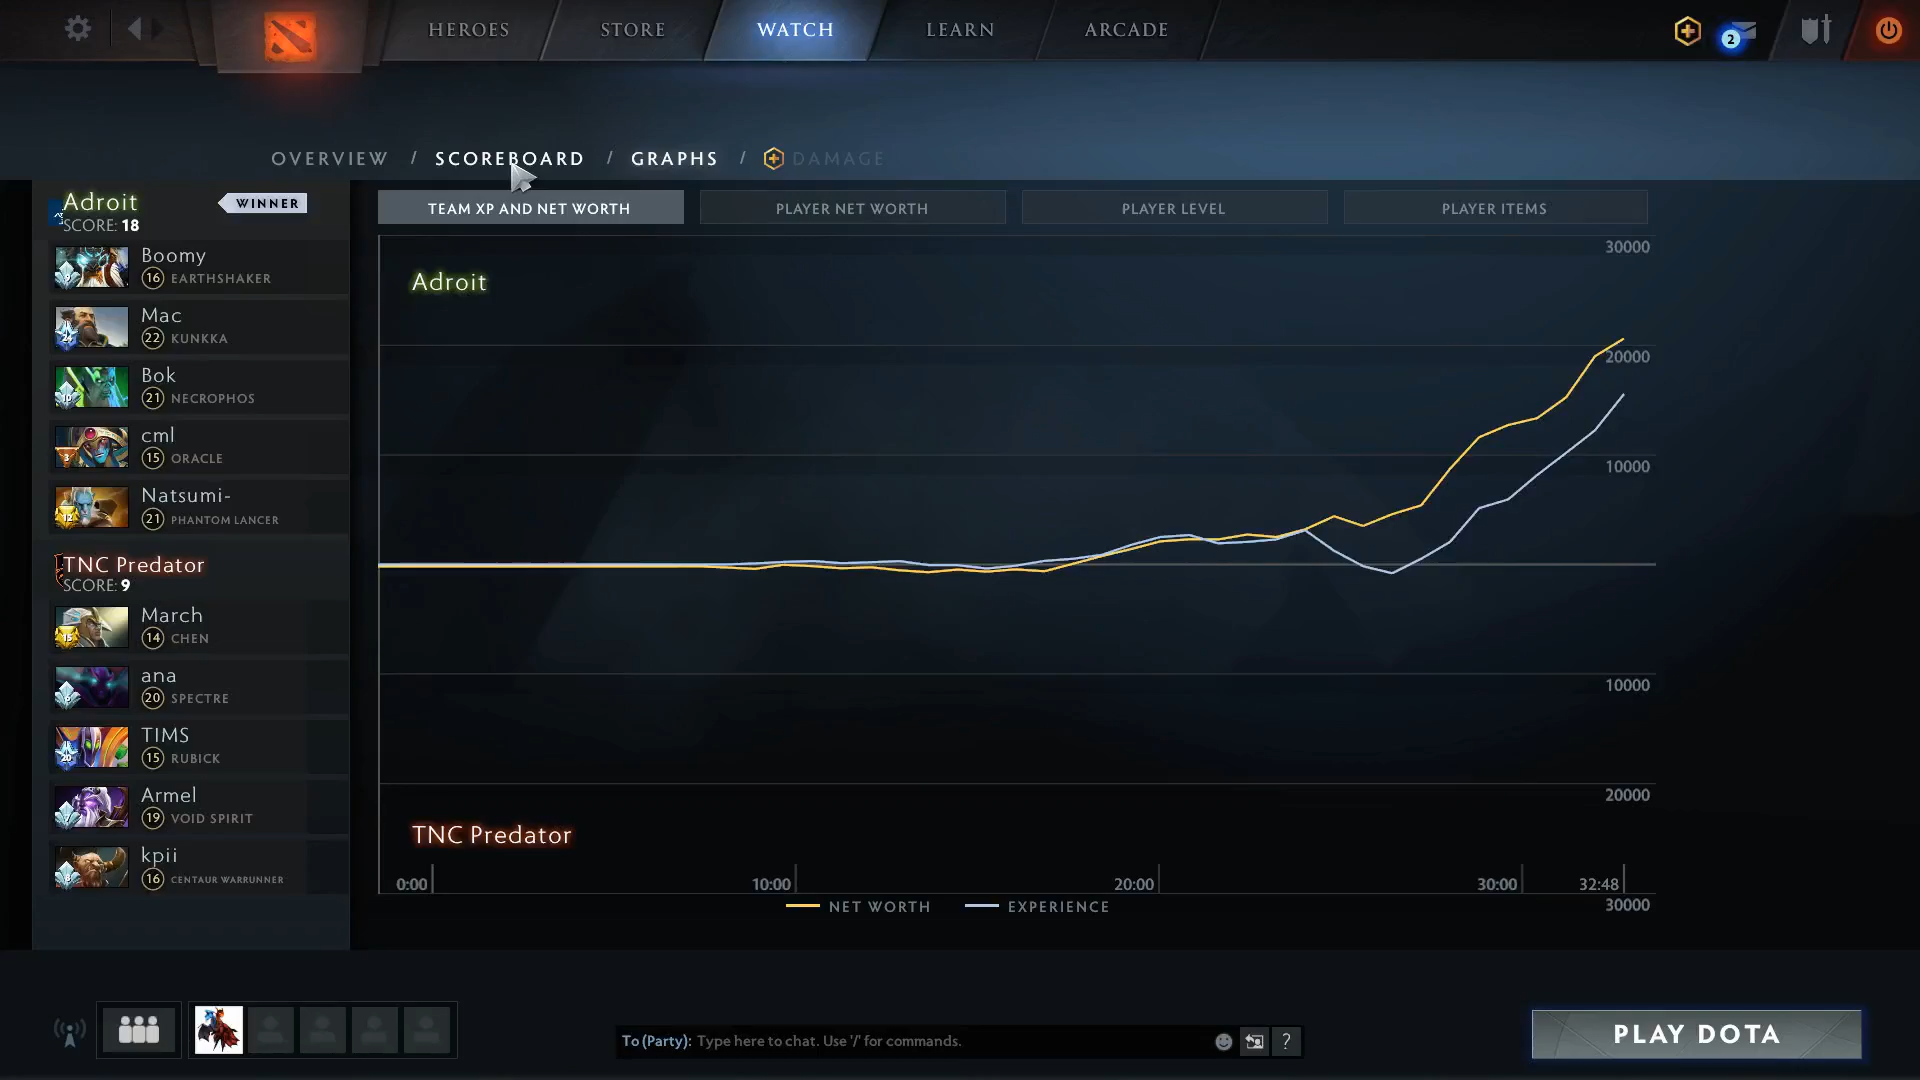 HEROES STORE WATCH LEARN ARCADE
2
OVERVIEW / SCOREBOARD / GRAPHS / DAMAGE
Adroit WINNER
SCORE: 18
Boomy
16 EARTHSHAKER
Mac
22 KUNKKA
Bok
21 NECROPHOS
cml
15 ORACLE
Natsumi-
21 PHANTOM LANCER
TNC Predator
SCORE: 9
March
14 CHEN
ana
20 SPECTRE
TIMS
15 RUBICK
Armel
19 VOID SPIRIT
kpii
16 CENTAUR WARRUNNER
TEAM XP AND NET WORTH PLAYER NET WORTH PLAYER LEVEL PLAYER ITEMS
30000
Adroit
20000
10000
10000
20000
TNC Predator
0:00 10:00 20:00 30:00 32:48
NET WORTH EXPERIENCE 30000
To (Party): Type here to chat. Use '/' for commands. ?
PLAY DOTA